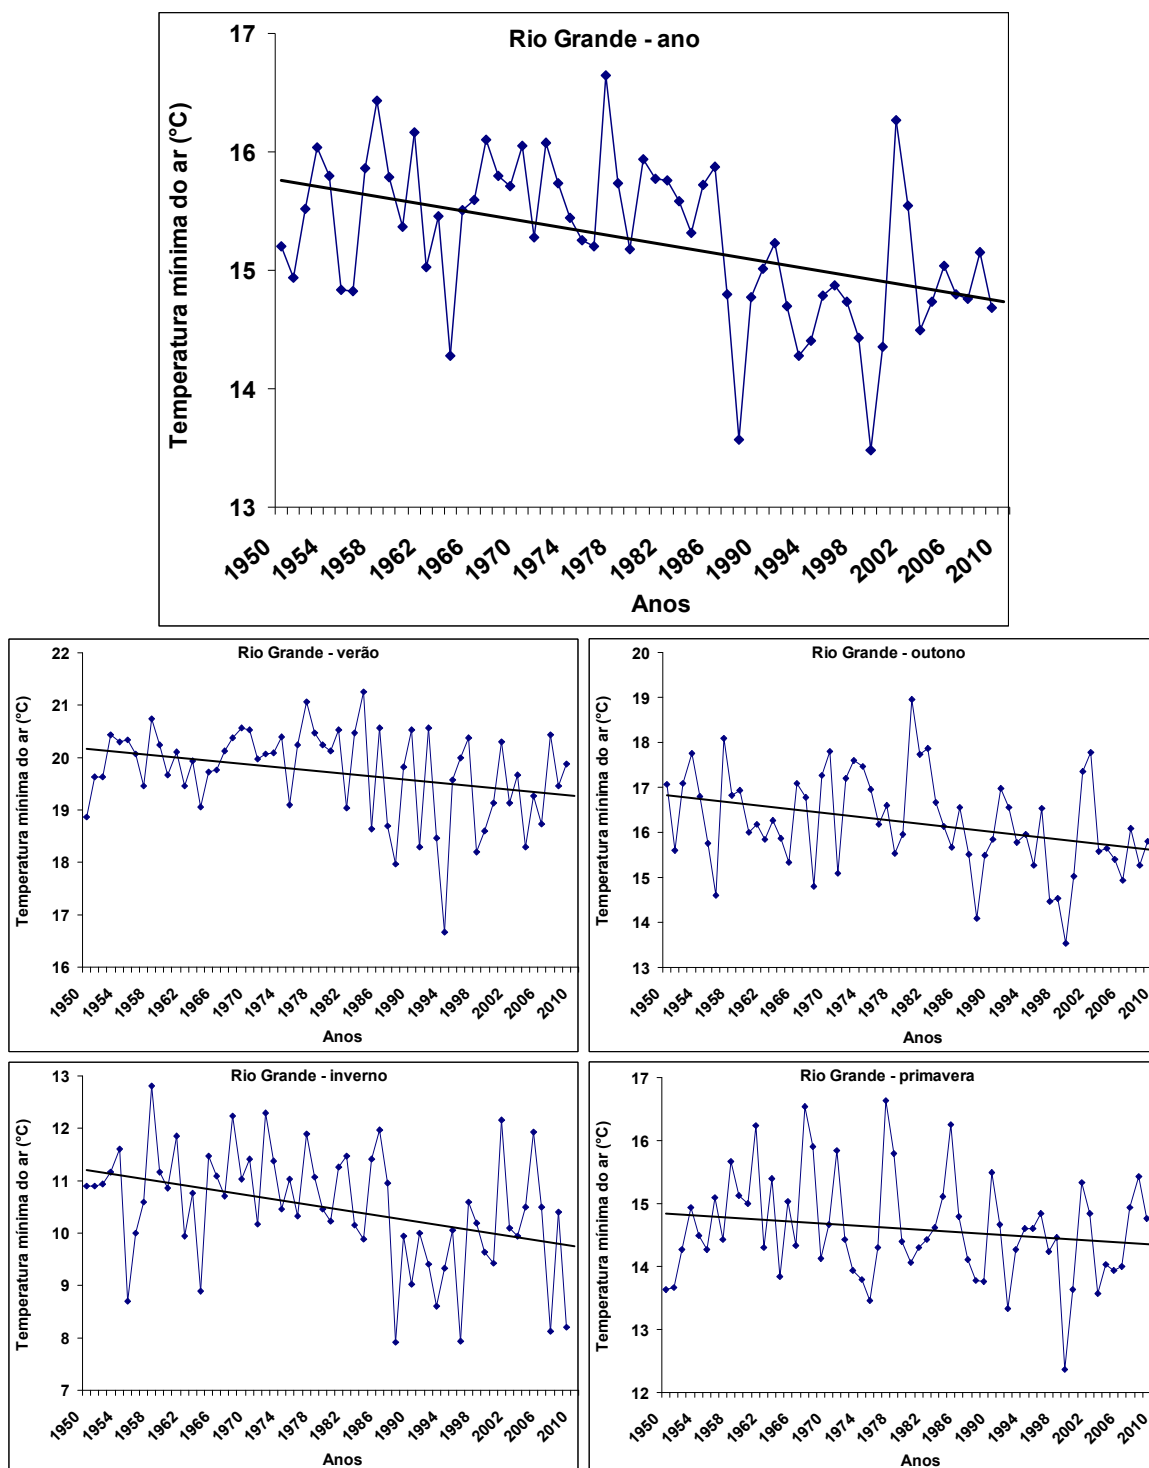 Rio Grande - ano
Temperatura mínima do ar (°C)
17
16
15
14
13
1950 1954 1958 1962 1966 1970 1974 1978 1982 1986 1990 1994 1998 2002 2006 2010
Anos
Rio Grande - verão
Temperatura mínima do ar (°C)
22
21
20
19
18
17
16
1950 1954 1958 1962 1966 1970 1974 1978 1982 1986 1990 1994 1998 2002 2006 2010
Anos
Rio Grande - outono
Temperatura mínima do ar (°C)
20
19
18
17
16
15
14
13
1950 1954 1958 1962 1966 1970 1974 1978 1982 1986 1990 1994 1998 2002 2006 2010
Anos
Rio Grande - inverno
Temperatura mínima do ar (°C)
13
12
11
10
9
8
7
1950 1954 1958 1962 1966 1970 1974 1978 1982 1986 1990 1994 1998 2002 2006 2010
Anos
Rio Grande - primavera
Temperatura mínima do ar (°C)
17
16
15
14
13
12
1950 1954 1958 1962 1966 1970 1974 1978 1982 1986 1990 1994 1998 2002 2006 2010
Anos